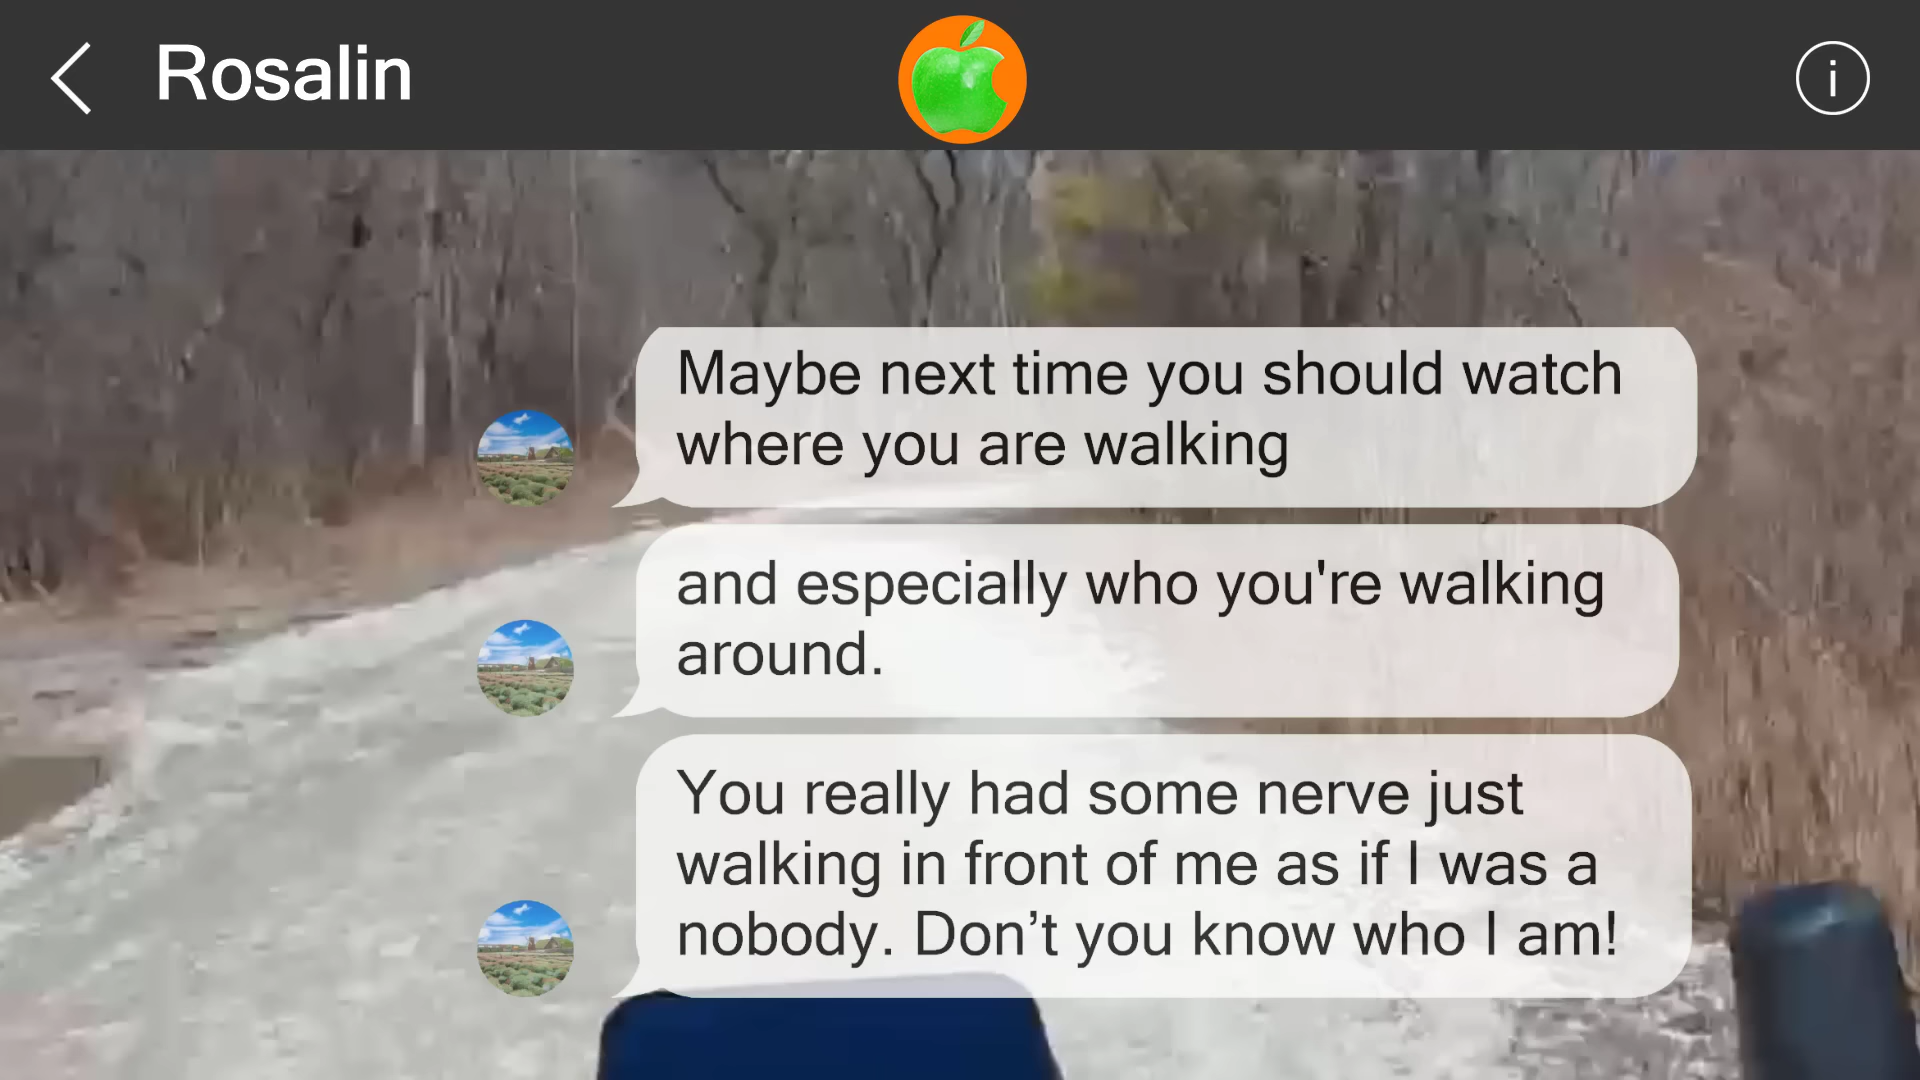 Rosalin
Maybe next time you should watch
where you are walking
and especially who you're walking
around.
You really had some nerve just
walking in front of me as if I was a
nobody. Don’t you know who I am!